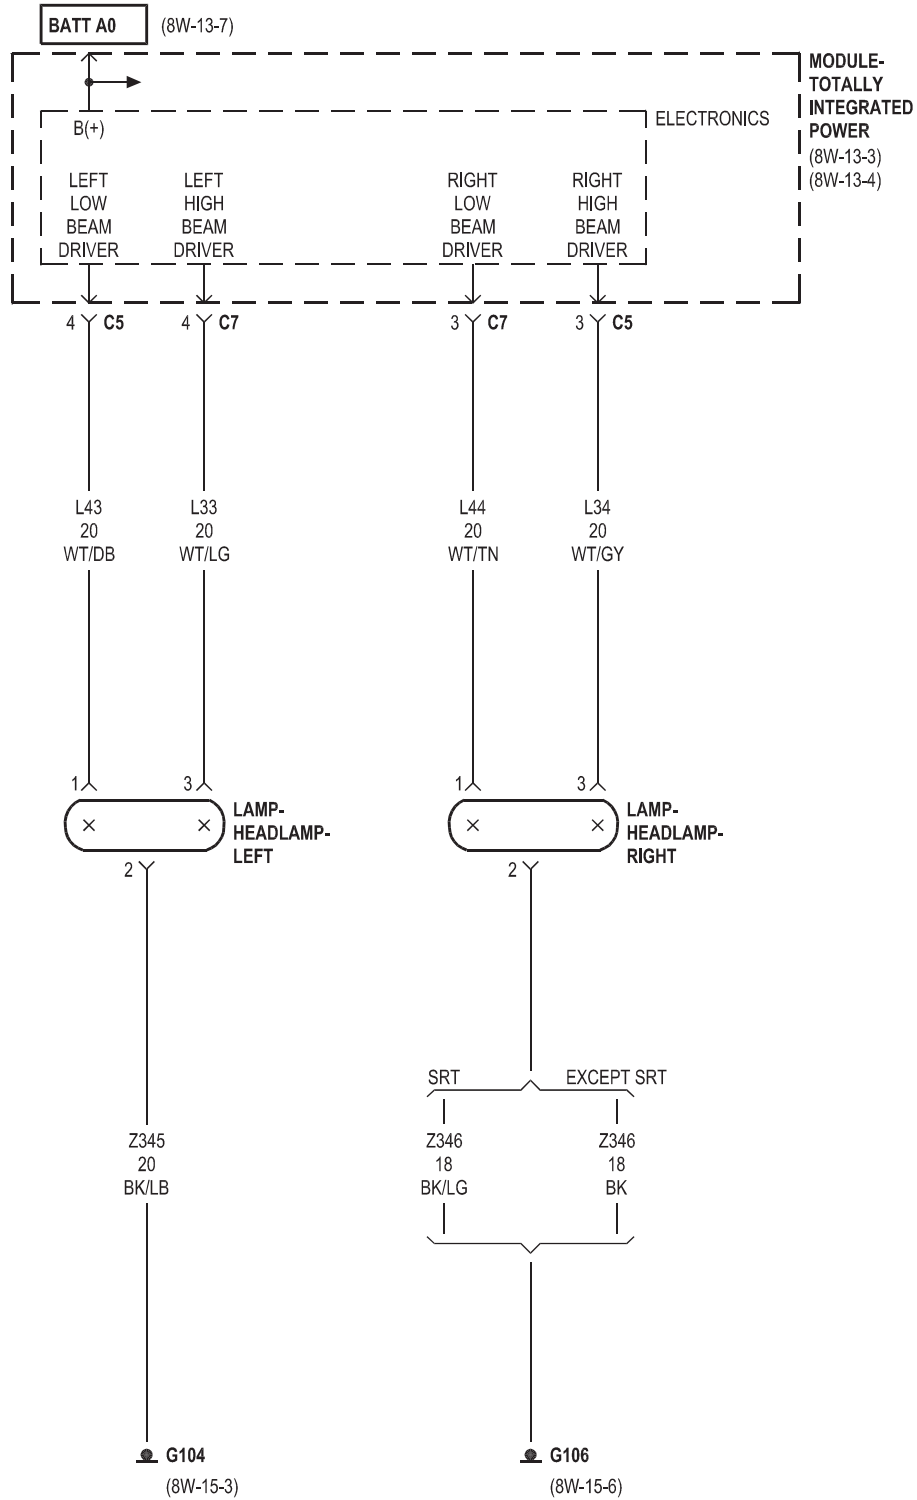 BATT A0 (8W-13-7)
MODULE-
TOTALLY
INTEGRATED
POWER
(8W-13-3)
(8W-13-4)
ELECTRONICS
B(+)
LEFT
LOW
BEAM
DRIVER
LEFT
HIGH
BEAM
DRIVER
RIGHT
LOW
BEAM
DRIVER
RIGHT
HIGH
BEAM
DRIVER
4 C5
4 C7
3 C7
3 C5
L43
20
WT/DB
L33
20
WT/LG
L44
20
WT/TN
L34
20
WT/GY
1
3
1
3
LAMP-
HEADLAMP-
LEFT
LAMP-
HEADLAMP-
RIGHT
2
2
SRT
EXCEPT SRT
Z345
20
BK/LB
Z346
18
BK/LG
Z346
18
BK
G104
(8W-15-3)
G106
(8W-15-6)